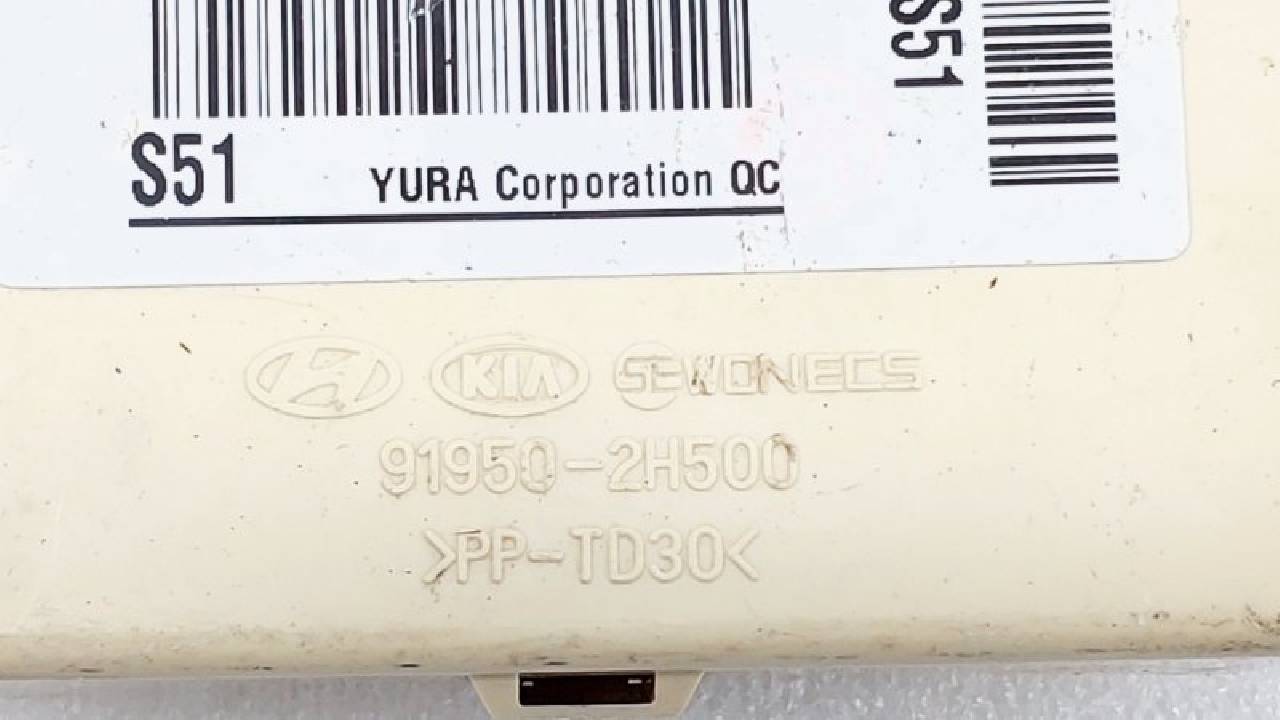 S51
YURA Corporation QC
S51
KIA SEWONECS
91950-2H500
>PP-TD30<